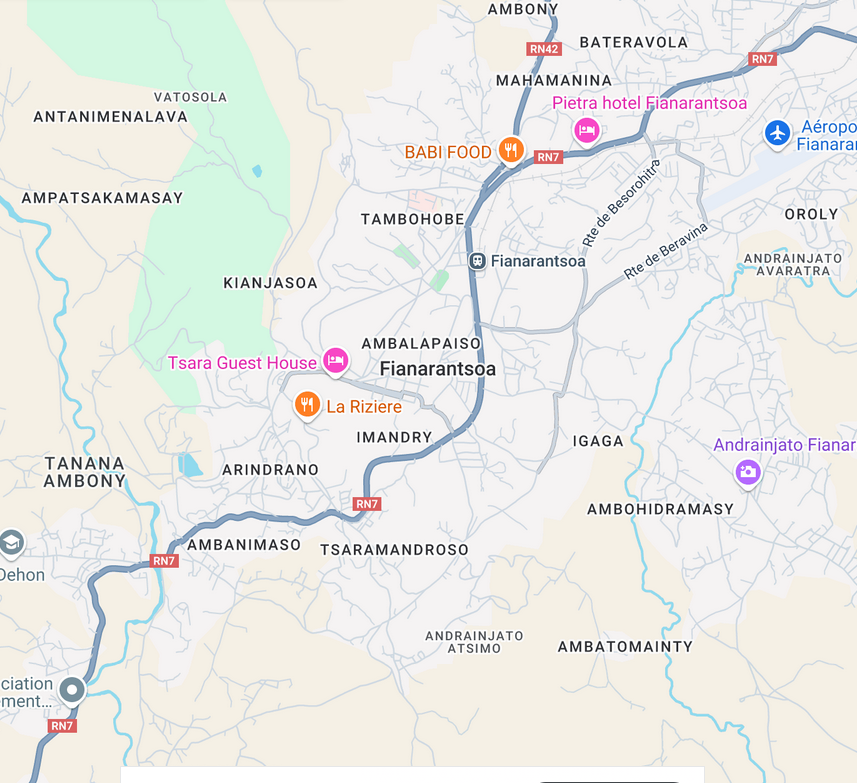 AMBONY
RN42
BATERAVOLA
RN7
MAHAMANINA
VATOSOLA
Pietra hotel Fianarantsoa
ANTANIMENALAVA
Aéropo
Fianarar
BABI FOOD
RN7
Rte de Besorohitra
AMPATSAKAMASAY
TAMBOHOBE
OROLY
Rte de Beravina
Fianarantsoa
ANDRAINJATO
AVARATRA
KIANJASOA
AMBALAPAISO
Tsara Guest House
Fianarantsoa
La Riziere
IMANDRY
IGAGA
Andrainjato Fianar
TANANA
AMBONY
ARINDRANO
RN7
AMBOHIDRAMASY
AMBANIMASO
TSARAMANDROSO
RN7
Dehon
ANDRAINJATO
ATSIMO
AMBATOMAINTY
ciation
ment...
RN7